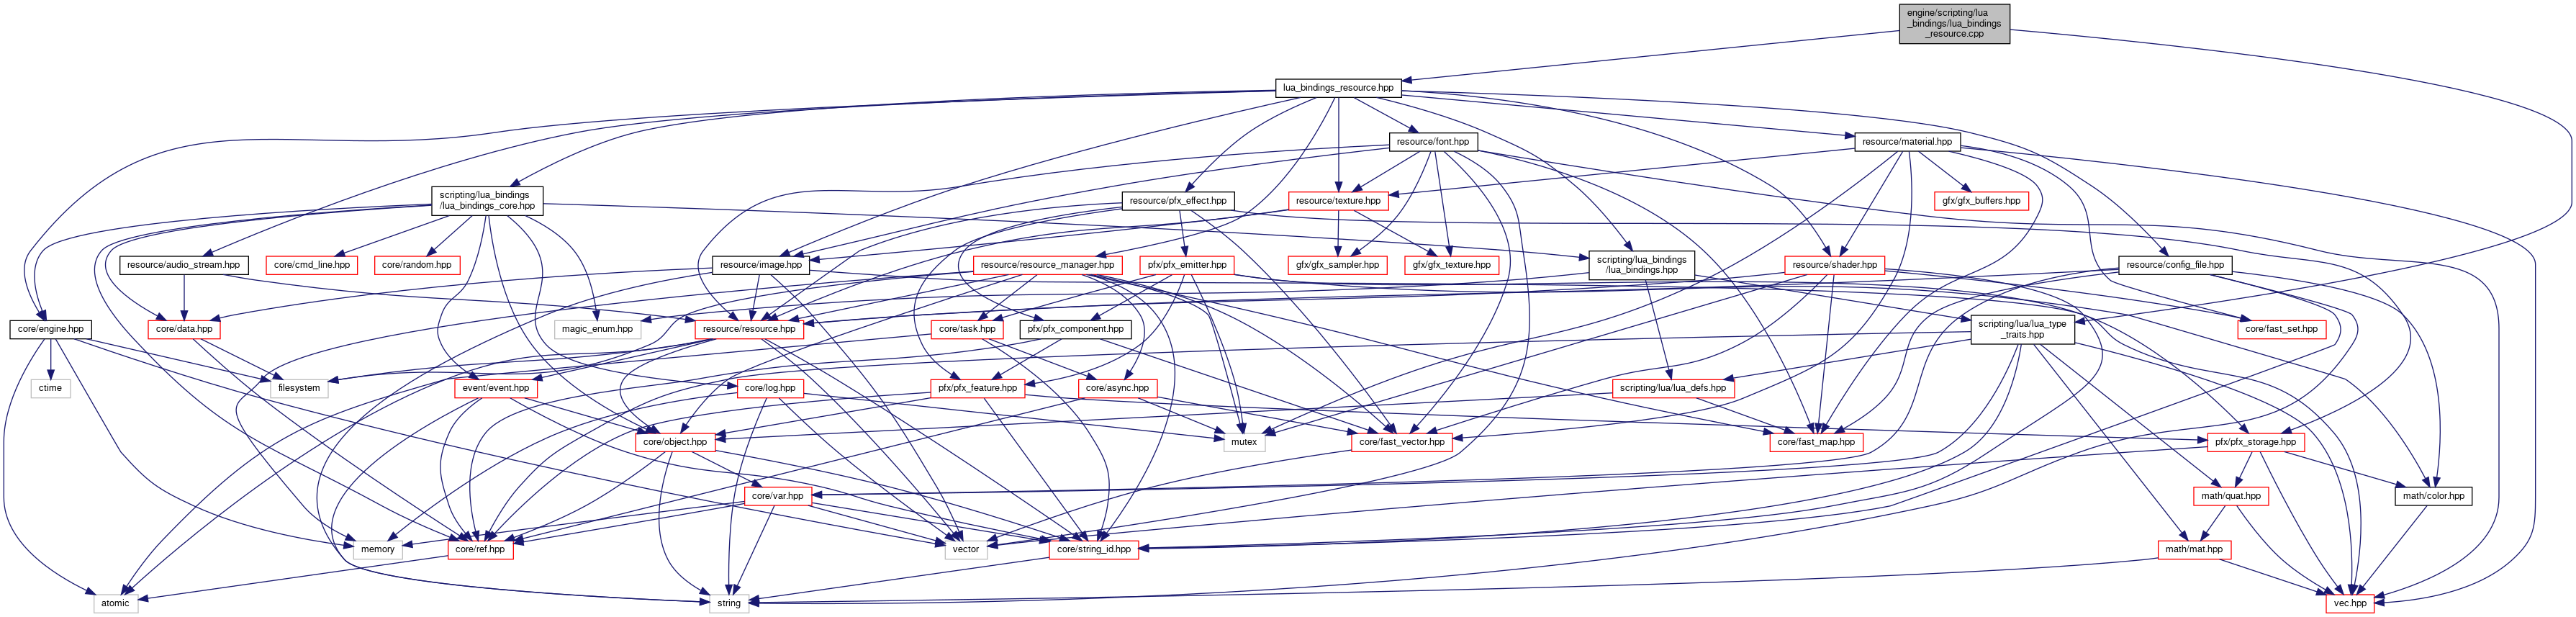 engine/scripting/lua
_bindings/lua_bindings
_resource.cpp
lua_bindings_resource.hpp
resource/font.hpp
resource/material.hpp
scripting/lua_bindings
/lua_bindings_core.hpp
resource/pfx_effect.hpp
resource/texture.hpp
gfx/gfx_buffers.hpp
resource/audio_stream.hpp
core/cmd_line.hpp
core/random.hpp
resource/image.hpp
resource/resource_manager.hpp
pfx/pfx_emitter.hpp
gfx/gfx_sampler.hpp
gfx/gfx_texture.hpp
scripting/lua_bindings
/lua_bindings.hpp
resource/shader.hpp
resource/config_file.hpp
core/engine.hpp
core/data.hpp
magic_enum.hpp
resource/resource.hpp
core/task.hpp
pfx/pfx_component.hpp
scripting/lua/lua_type
_traits.hpp
core/fast_set.hpp
ctime
filesystem
event/event.hpp
core/log.hpp
pfx/pfx_feature.hpp
core/async.hpp
scripting/lua/lua_defs.hpp
core/object.hpp
mutex
core/fast_vector.hpp
core/fast_map.hpp
pfx/pfx_storage.hpp
core/var.hpp
math/quat.hpp
math/color.hpp
memory
core/ref.hpp
vector
core/string_id.hpp
math/mat.hpp
atomic
string
vec.hpp